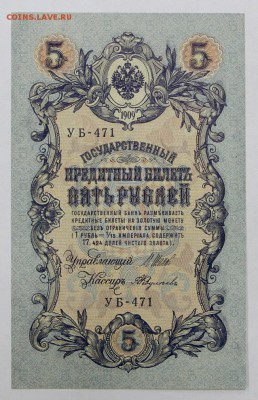 COINS.LAVE.RU
5 5
1909
УБ-471
ГОСУДАРСТВЕННЫЙ
КРЕДИТНЫЙ БИЛЕТЪ
ПЯТЬ РУБЛЕЙ
ГОСУДАРСТВЕННЫЙ БАНКЪ РАЗМѢНИВАЕТЪ
КРЕДИТНЫЕ БИЛЕТЫ НА ЗОЛОТУЮ МОНЕТУ
БЕЗЪ ОГРАНИЧЕНІЯ СУММЫ
(1 РУБЛЬ = 1/15 ИМПЕРІАЛА, СОДЕРЖИТЪ
17,424 ДОЛЕЙ ЧИСТАГО ЗОЛОТА).
Управляющій
Кассиръ
УБ-471
5